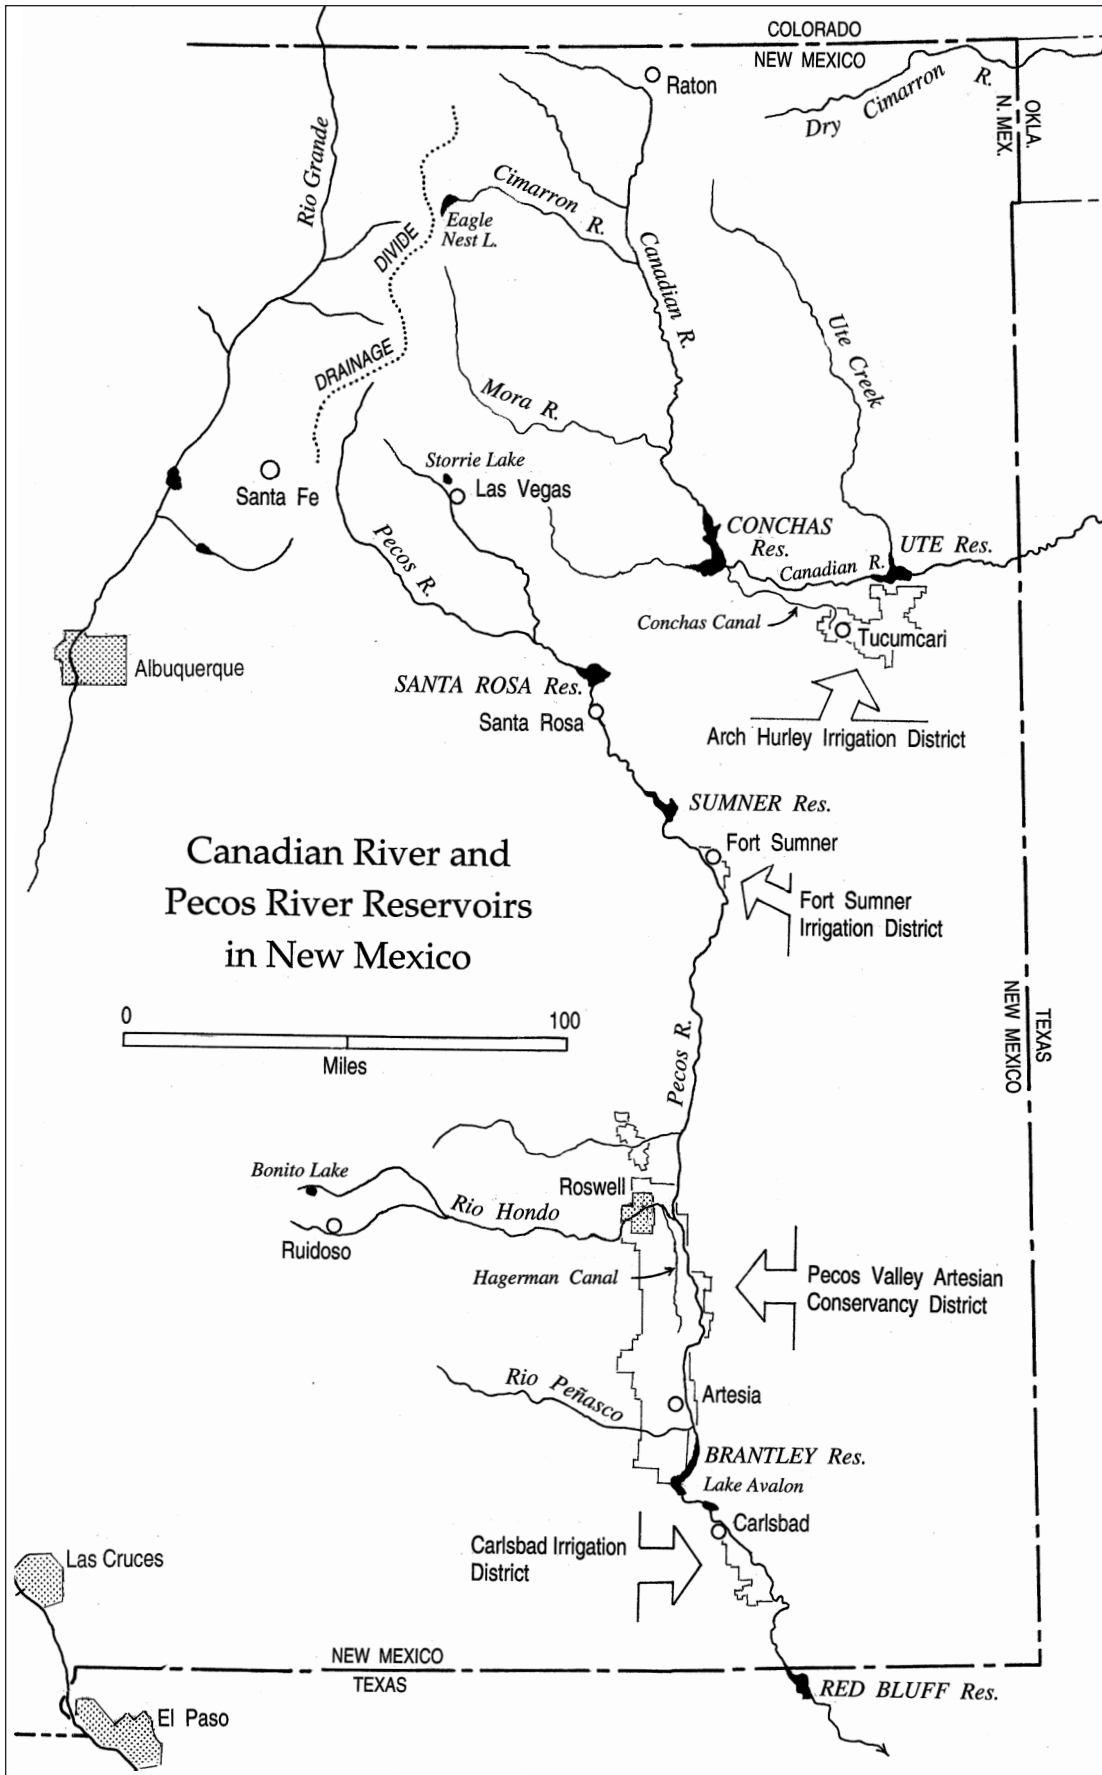 COLORADO
NEW MEXICO
OKLA.
N. MEX.
Raton
Dry Cimarron R.
Rio Grande
Cimarron R.
Eagle
Nest L.
DIVIDE
DRAINAGE
Canadian R.
Ute Creek
Mora R.
Storrie Lake
Las Vegas
Santa Fe
Pecos R.
CONCHAS
Res.
UTE Res.
Canadian R.
Conchas Canal
Tucumcari
Albuquerque
SANTA ROSA Res.
Santa Rosa
Arch Hurley Irrigation District
SUMNER Res.
Fort Sumner
Fort Sumner
Irrigation District
Canadian River and
Pecos River Reservoirs
in New Mexico
0 100
Miles
TEXAS
NEW MEXICO
Pecos R.
Bonito Lake
Roswell
Rio Hondo
Ruidoso
Hagerman Canal
Pecos Valley Artesian
Conservancy District
Rio Peñasco
Artesia
BRANTLEY Res.
Lake Avalon
Carlsbad
Carlsbad Irrigation
District
Las Cruces
NEW MEXICO
TEXAS
RED BLUFF Res.
El Paso